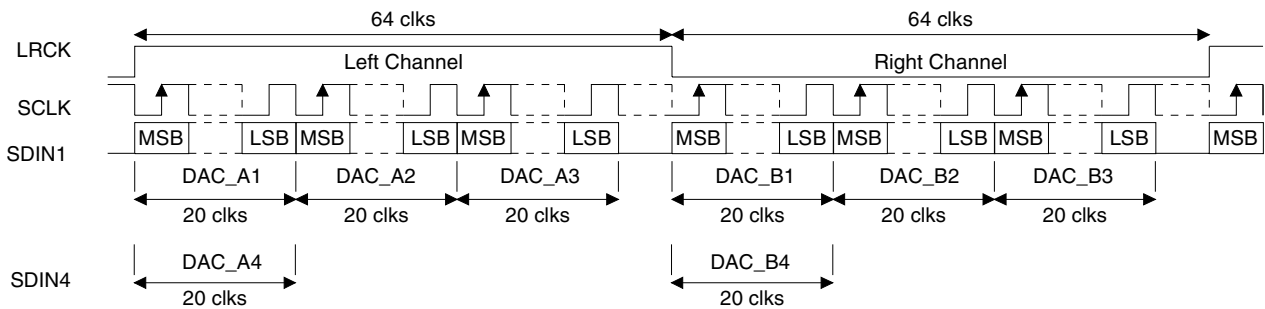 64 clks 64 clks
LRCK Left Channel Right Channel
SCLK
SDIN1 MSB LSB MSB LSB MSB LSB MSB LSB MSB LSB MSB LSB MSB
DAC_A1 DAC_A2 DAC_A3 DAC_B1 DAC_B2 DAC_B3
20 clks 20 clks 20 clks 20 clks 20 clks 20 clks
SDIN4 DAC_A4 DAC_B4
20 clks 20 clks